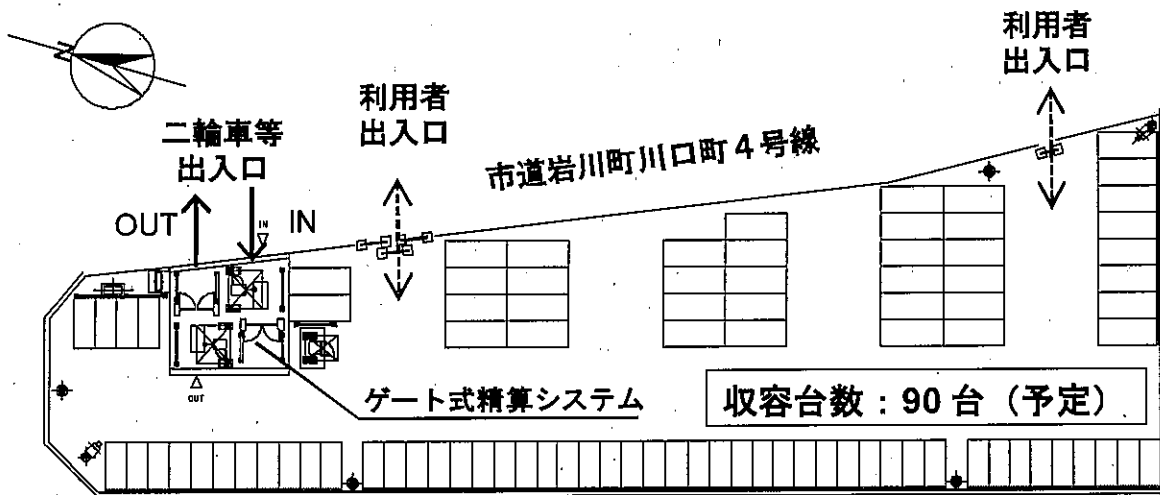 N
利用者
出入口
利用者
出入口
二輪車等
出入口
OUT
IN
IN
市道岩川町川口町4号線
OUT
ゲート式精算システム
収容台数：90台（予定）